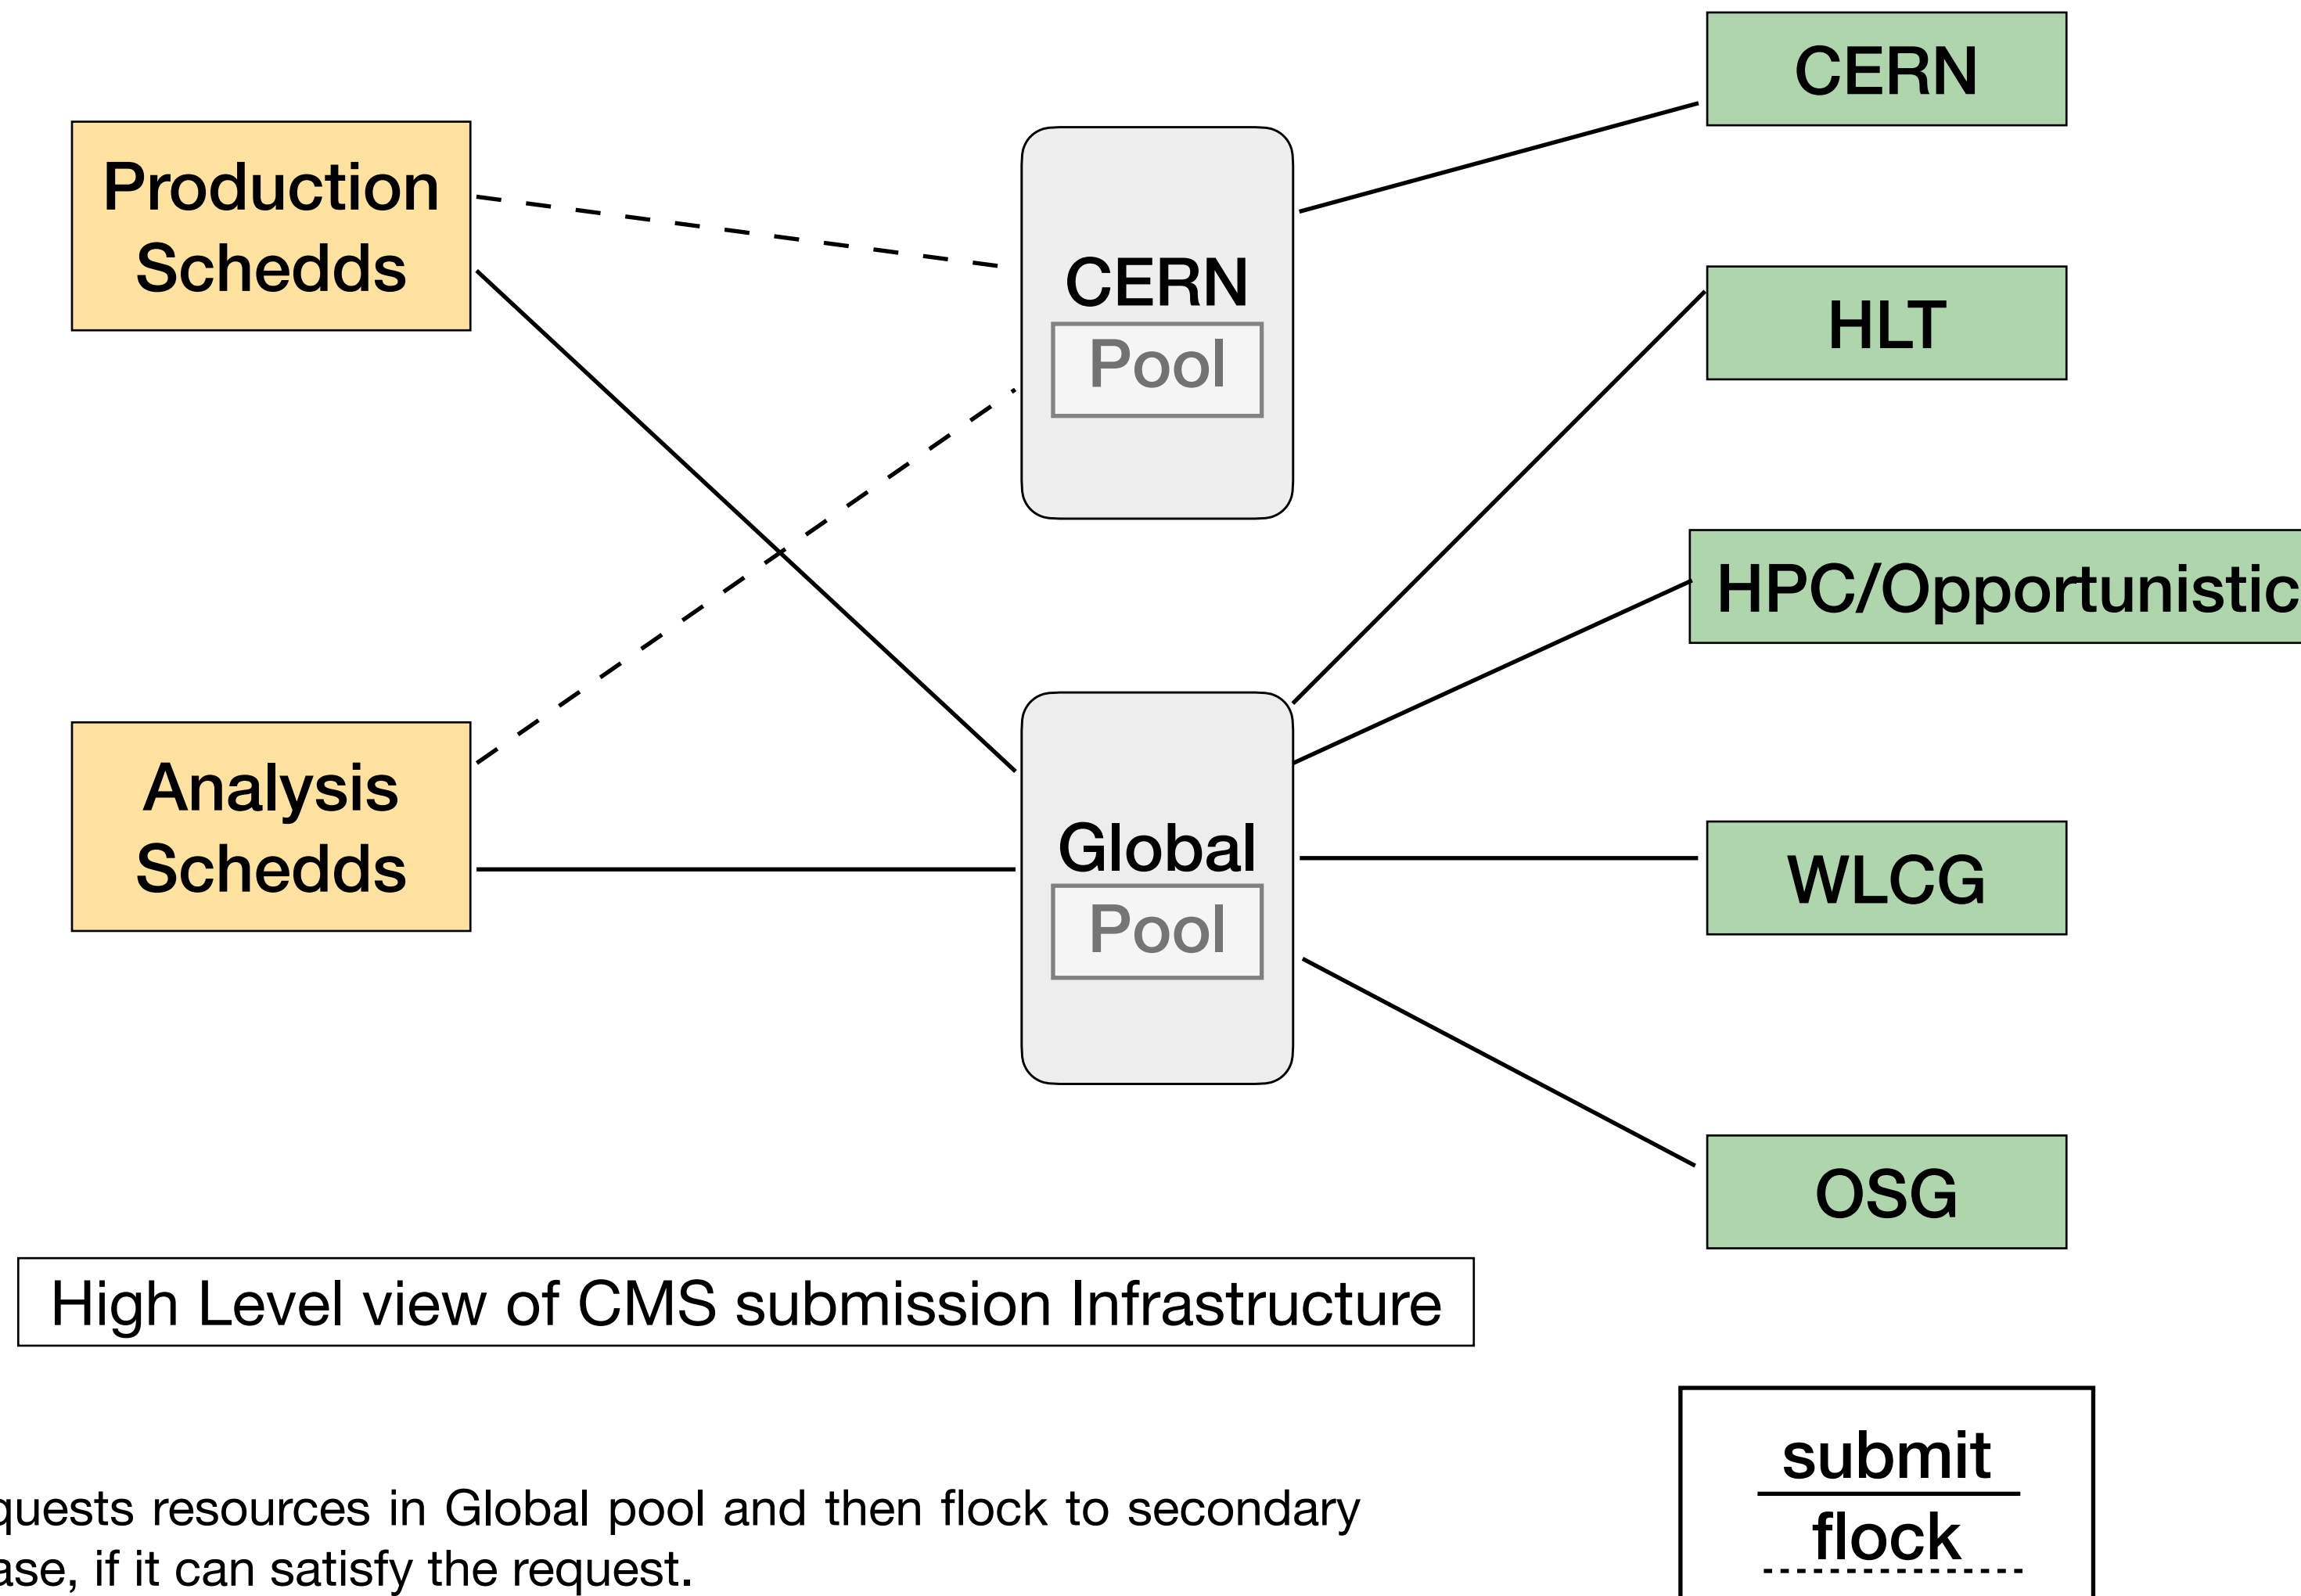 CERN
Production
Schedds
CERN
Pool
HLT
HPC/Opportunistic
Analysis
Schedds
Global
Pool
WLCG
OSG
High Level view of CMS submission Infrastructure
submit
flock
resources in Global pool and then flock to secondary
if it can satisfy the request.